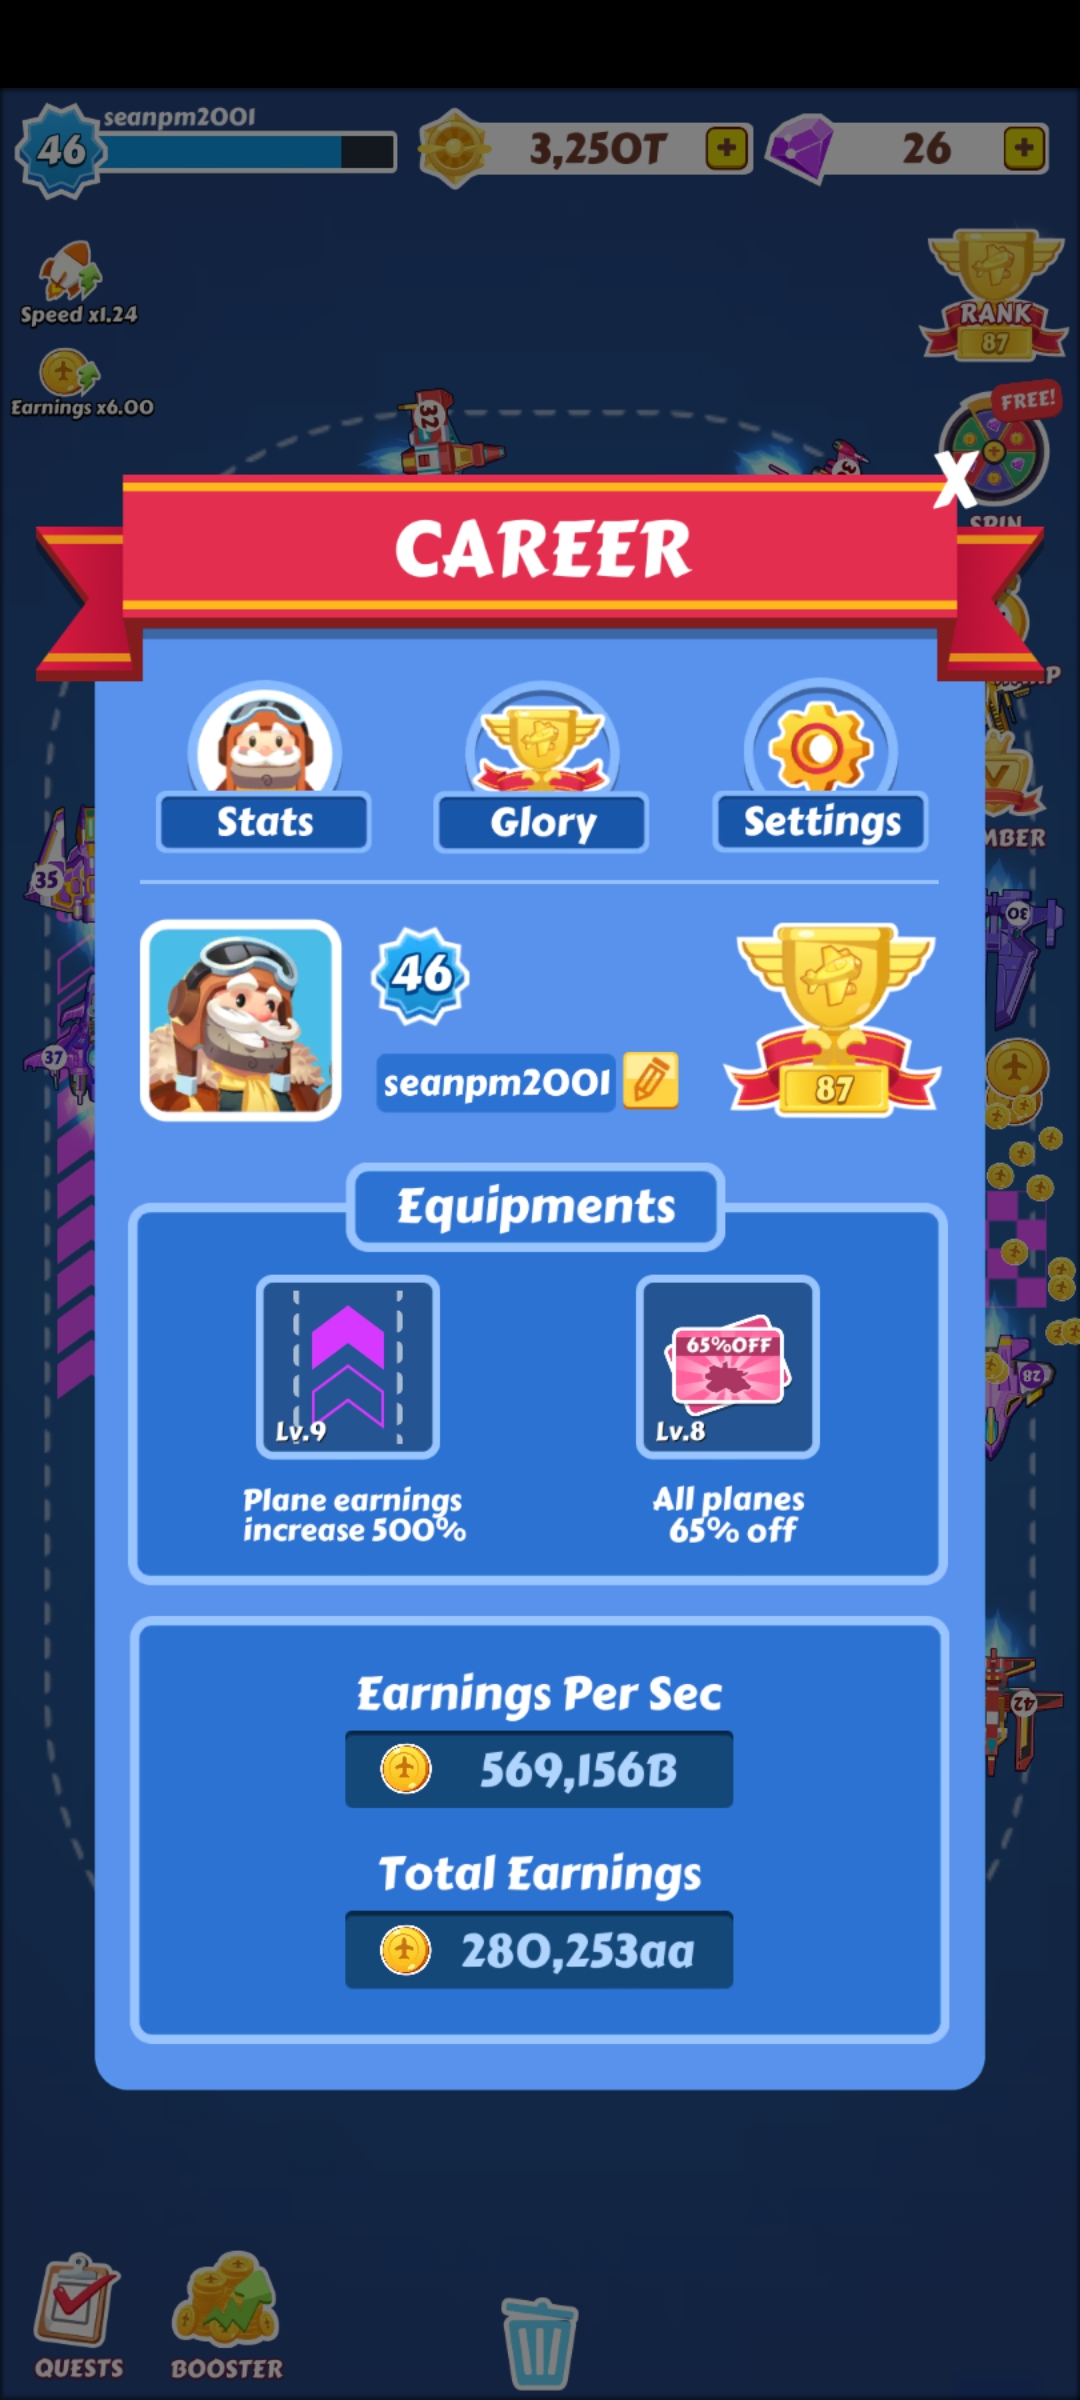 seanpm2001
46
3,250T
26
Speed x1.24
RANK
87
Earnings x6.00
FREE!
32
SPIN
CAREER
Stats
Glory
Settings
35
30
46
37
seanpm2001
87
Equipments
65%OFF
28
Lv.9
Lv.8
Plane earnings
increase 500%
All planes
65% off
Earnings Per Sec
42
569,156B
Total Earnings
280,253aa
QUESTS
BOOSTER